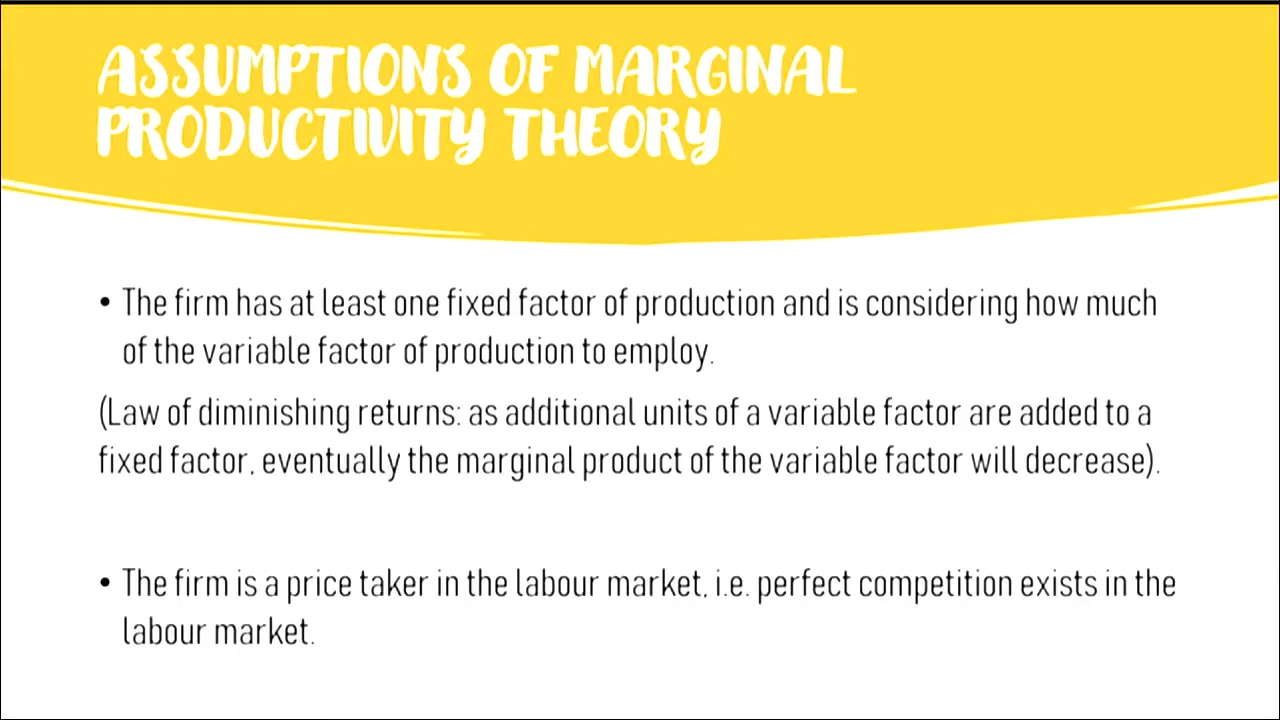 ASSUMPTIONS OF MARGINAL
PRODUCTIVITY THEORY
• The firm has at least one fixed factor of production and is considering how much
of the variable factor of production to employ.
(Law of diminishing returns: as additional units of a variable factor are added to a
fixed factor, eventually the marginal product of the variable factor will decrease).
• The firm is a price taker in the labour market, i.e. perfect competition exists in the
labour market.